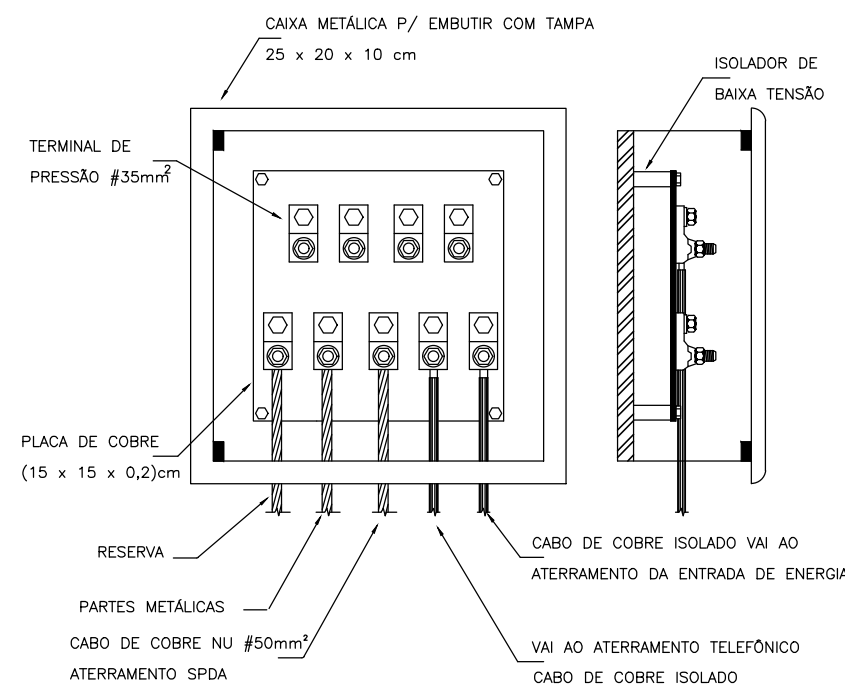 CAIXA METÁLICA P/ EMBUTIR COM TAMPA
25 x 20 x 10 cm
ISOLADOR DE
BAIXA TENSÃO
TERMINAL DE
PRESSÃO #35mm²
PLACA DE COBRE
(15 x 15 x 0,2)cm
RESERVA
CABO DE COBRE ISOLADO VAI AO
ATERRAMENTO DA ENTRADA DE ENERGIA
PARTES METÁLICAS
CABO DE COBRE NU #50mm²
ATERRAMENTO SPDA
VAI AO ATERRAMENTO TELEFÔNICO
CABO DE COBRE ISOLADO